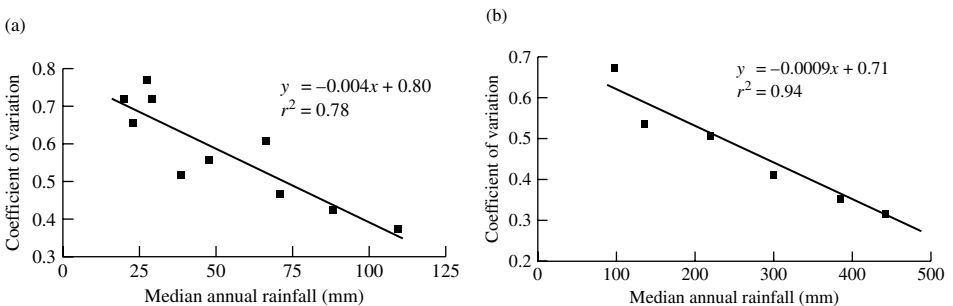 (a)
Coefficient of variation
0.8
0.7
0.6
0.5
0.4
0.3
y = –0.004x + 0.80
r² = 0.78
0 25 50 75 100 125
Median annual rainfall (mm)
(b)
Coefficient of variation
0.7
0.6
0.5
0.4
0.3
0.2
y = –0.0009x + 0.71
r² = 0.94
0 100 200 300 400 500
Median annual rainfall (mm)